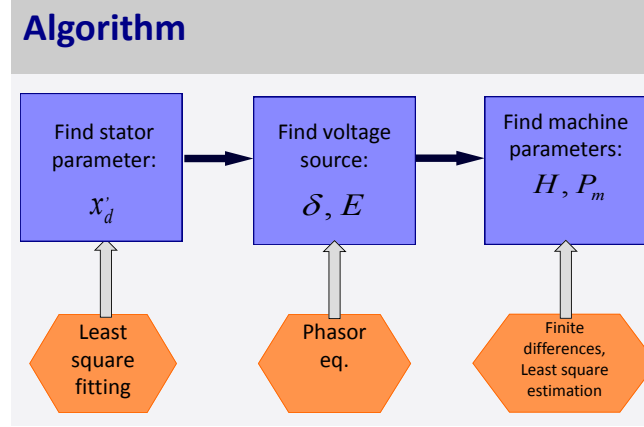 Algorithm
Find stator
parameter:
x'd
Find voltage
source:
δ, E
Find machine
parameters:
H, Pm
Least
square
fitting
Phasor
eq.
Finite
differences,
Least square
estimation